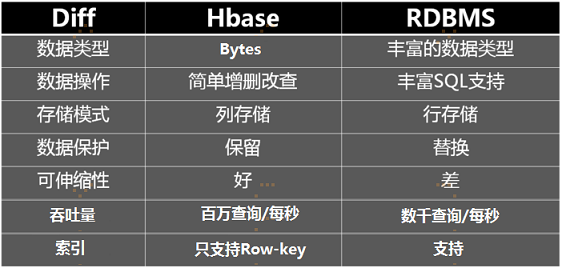 Diff Hbase RDBMS
数据类型 Bytes 丰富的数据类型
数据操作 简单增删改查 丰富SQL支持
存储模式 列存储 行存储
数据保护 保留 替换
可伸缩性 好 差
吞吐量 百万查询/每秒 数千查询/每秒
索引 只支持Row-key 支持